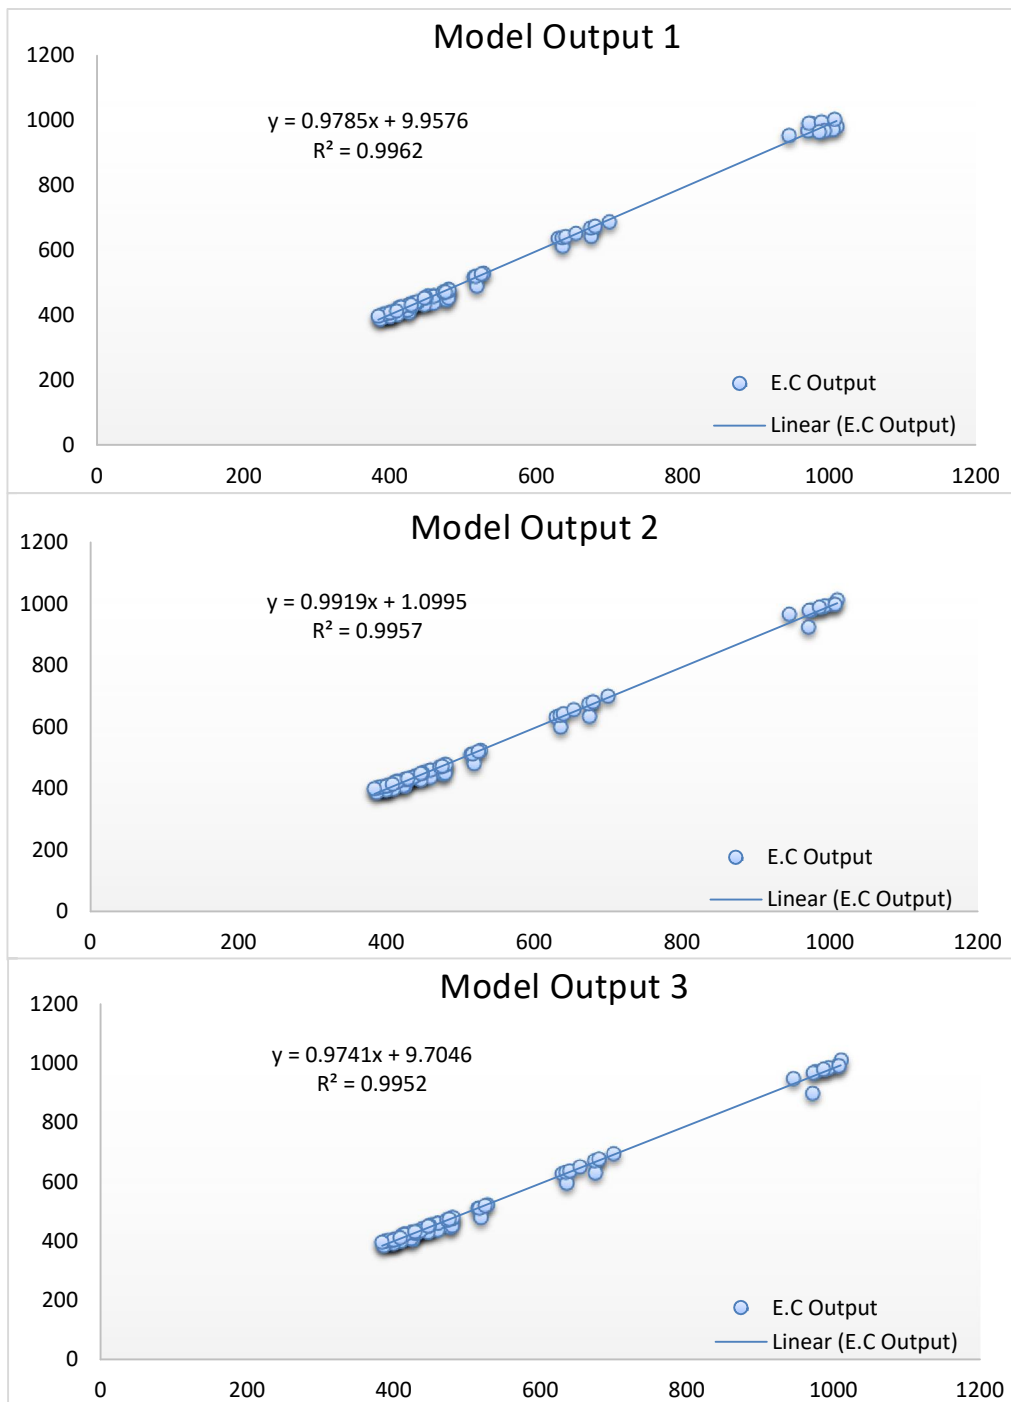 Model Output 1
1200
1000
800
600
400
200
0
y = 0.9785x + 9.9576
R² = 0.9962
E.C Output
Linear (E.C Output)
0 200 400 600 800 1000 1200
Model Output 2
1200
1000
800
600
400
200
0
y = 0.9919x + 1.0995
R² = 0.9957
E.C Output
Linear (E.C Output)
0 200 400 600 800 1000 1200
Model Output 3
1200
1000
800
600
400
200
0
y = 0.9741x + 9.7046
R² = 0.9952
E.C Output
Linear (E.C Output)
0 200 400 600 800 1000 1200